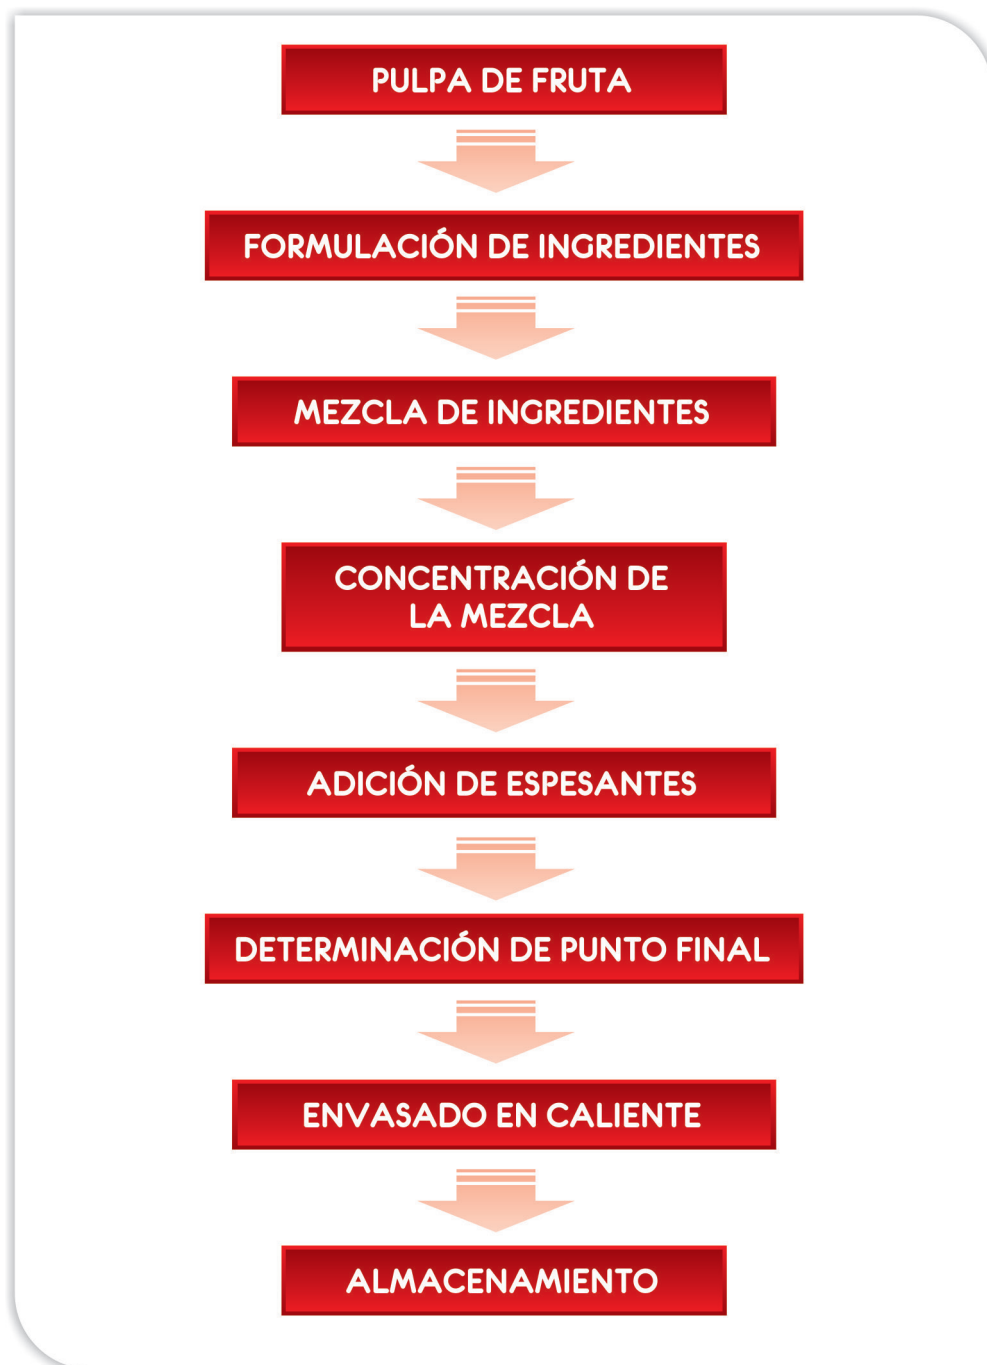 PULPA DE FRUTA
FORMULACIÓN DE INGREDIENTES
MEZCLA DE INGREDIENTES
CONCENTRACIÓN DE
LA MEZCLA
ADICIÓN DE ESPESANTES
DETERMINACIÓN DE PUNTO FINAL
ENVASADO EN CALIENTE
ALMACENAMIENTO